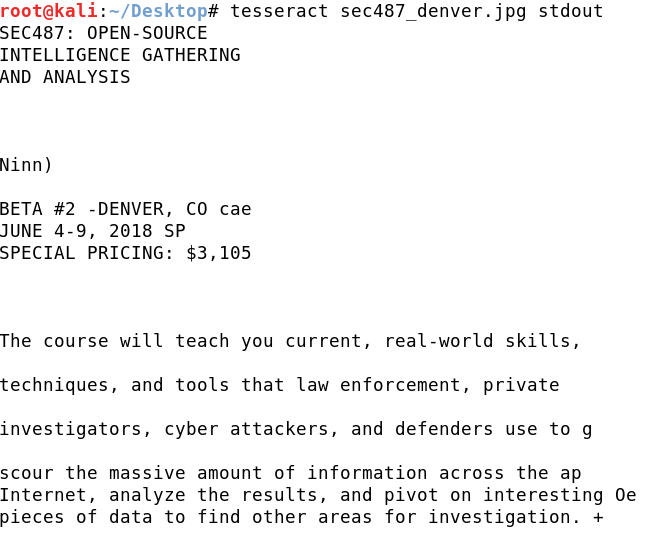 root@kali:~/Desktop# tesseract sec487_denver.jpg stdout
SEC487: OPEN-SOURCE
INTELLIGENCE GATHERING
AND ANALYSIS
Ninn)
BETA #2 -DENVER, CO cae
JUNE 4-9, 2018 SP
SPECIAL PRICING: $3,105
The course will teach you current, real-world skills,
techniques, and tools that law enforcement, private
investigators, cyber attackers, and defenders use to g
scour the massive amount of information across the ap
Internet, analyze the results, and pivot on interesting Oe
pieces of data to find other areas for investigation. +